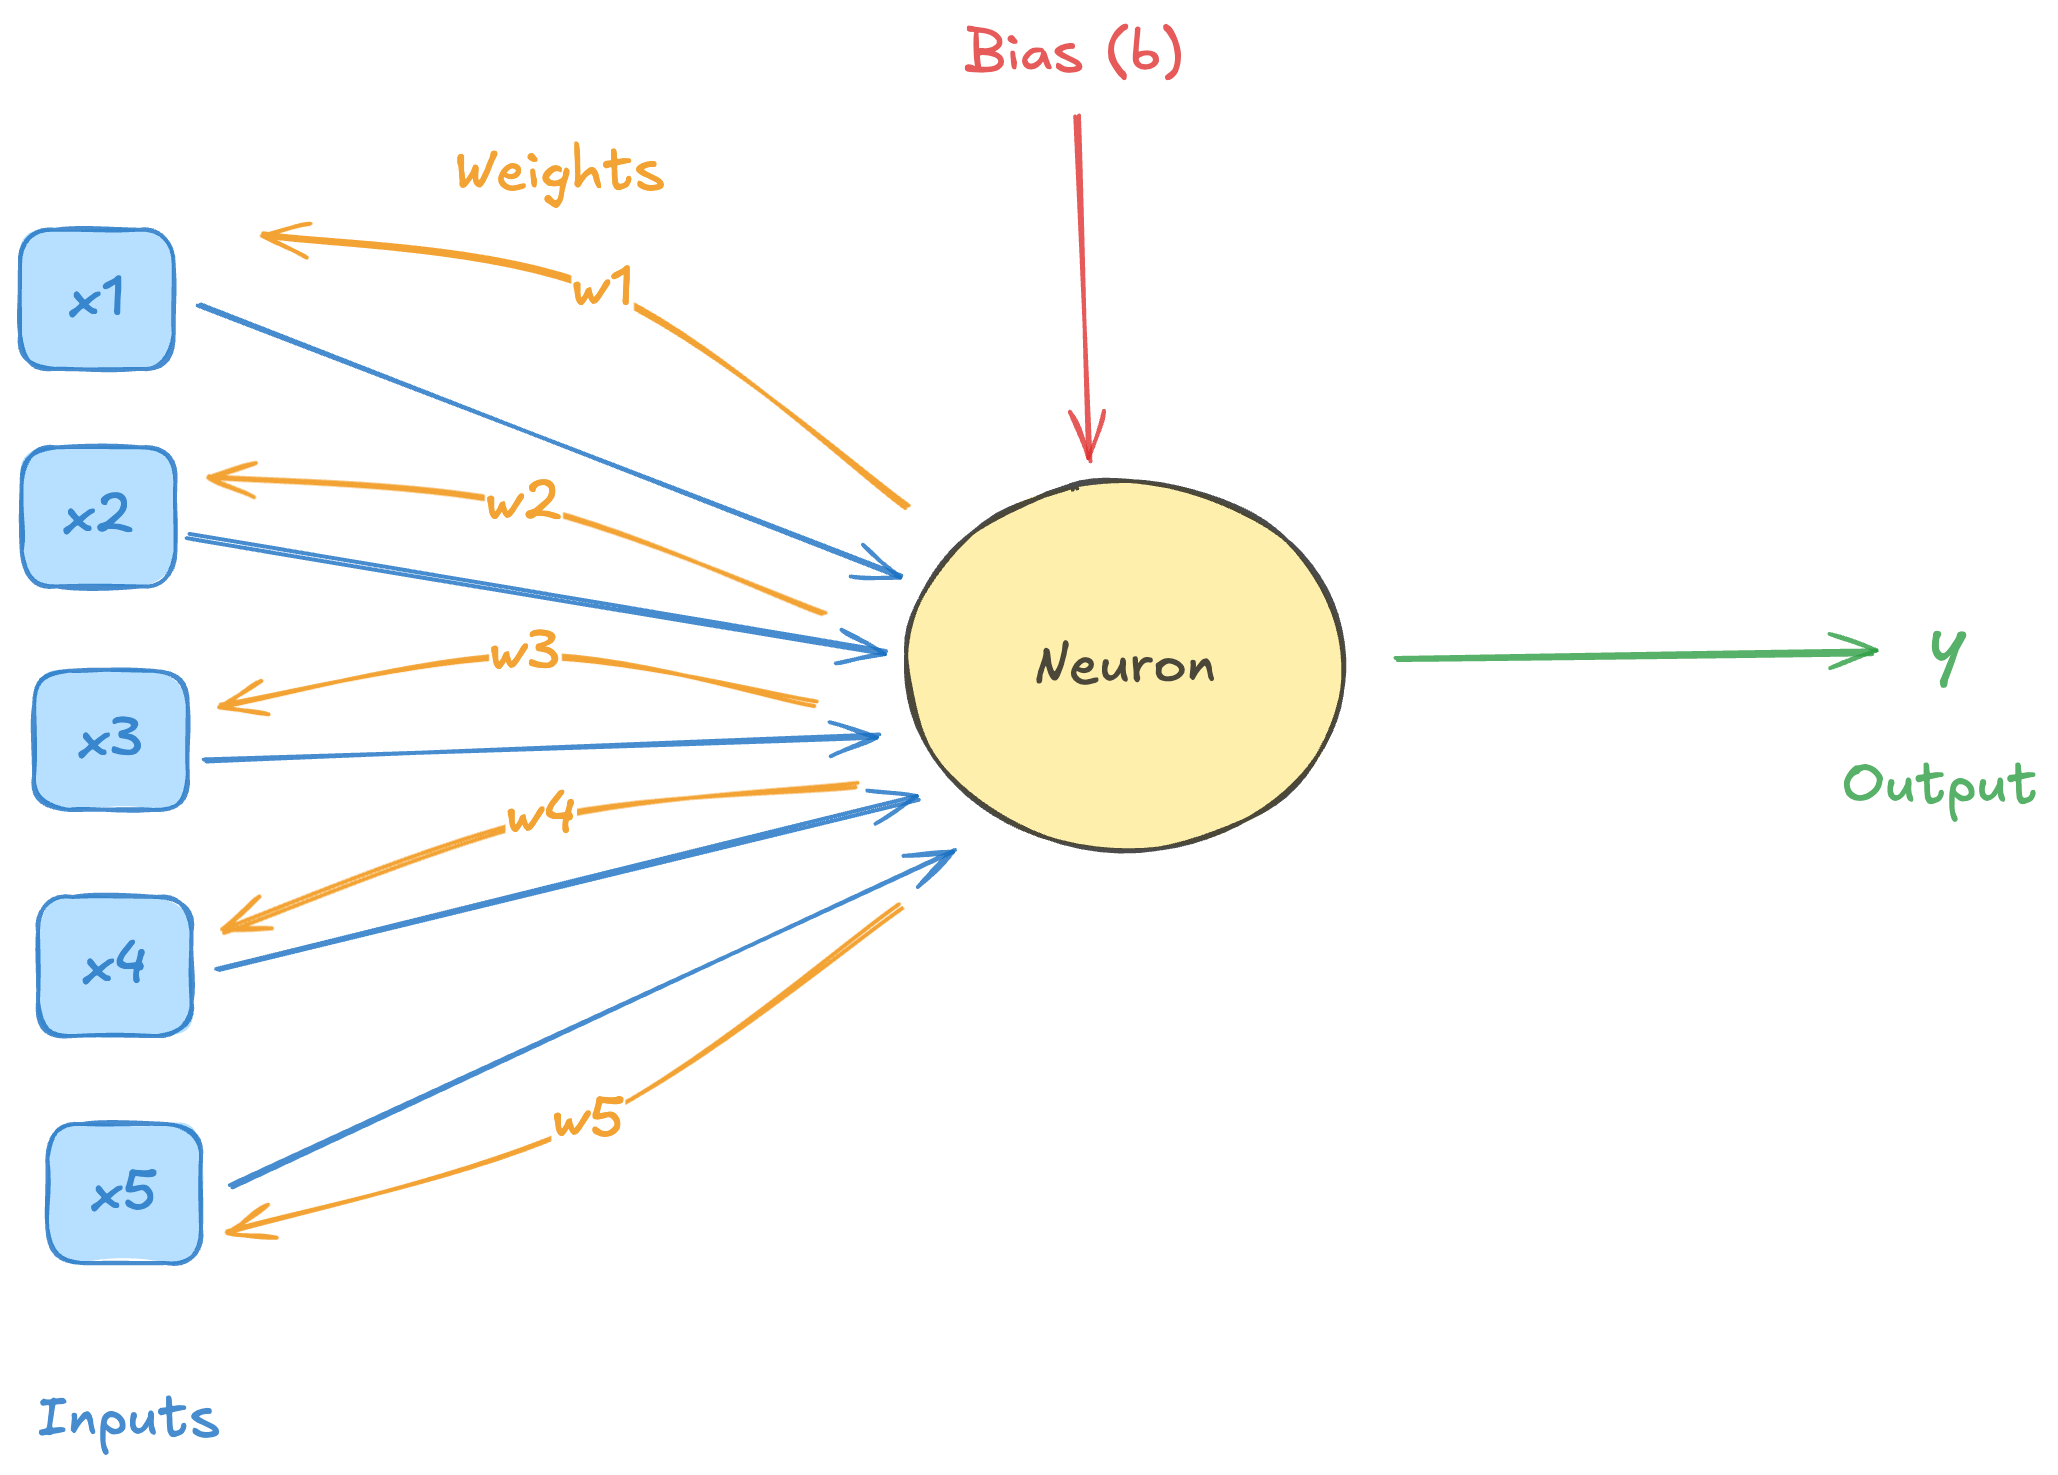 Bias (b)
Weights
w1
x1
w2
x2
w3
Neuron
y
x3
Output
w4
x4
w5
x5
Inputs